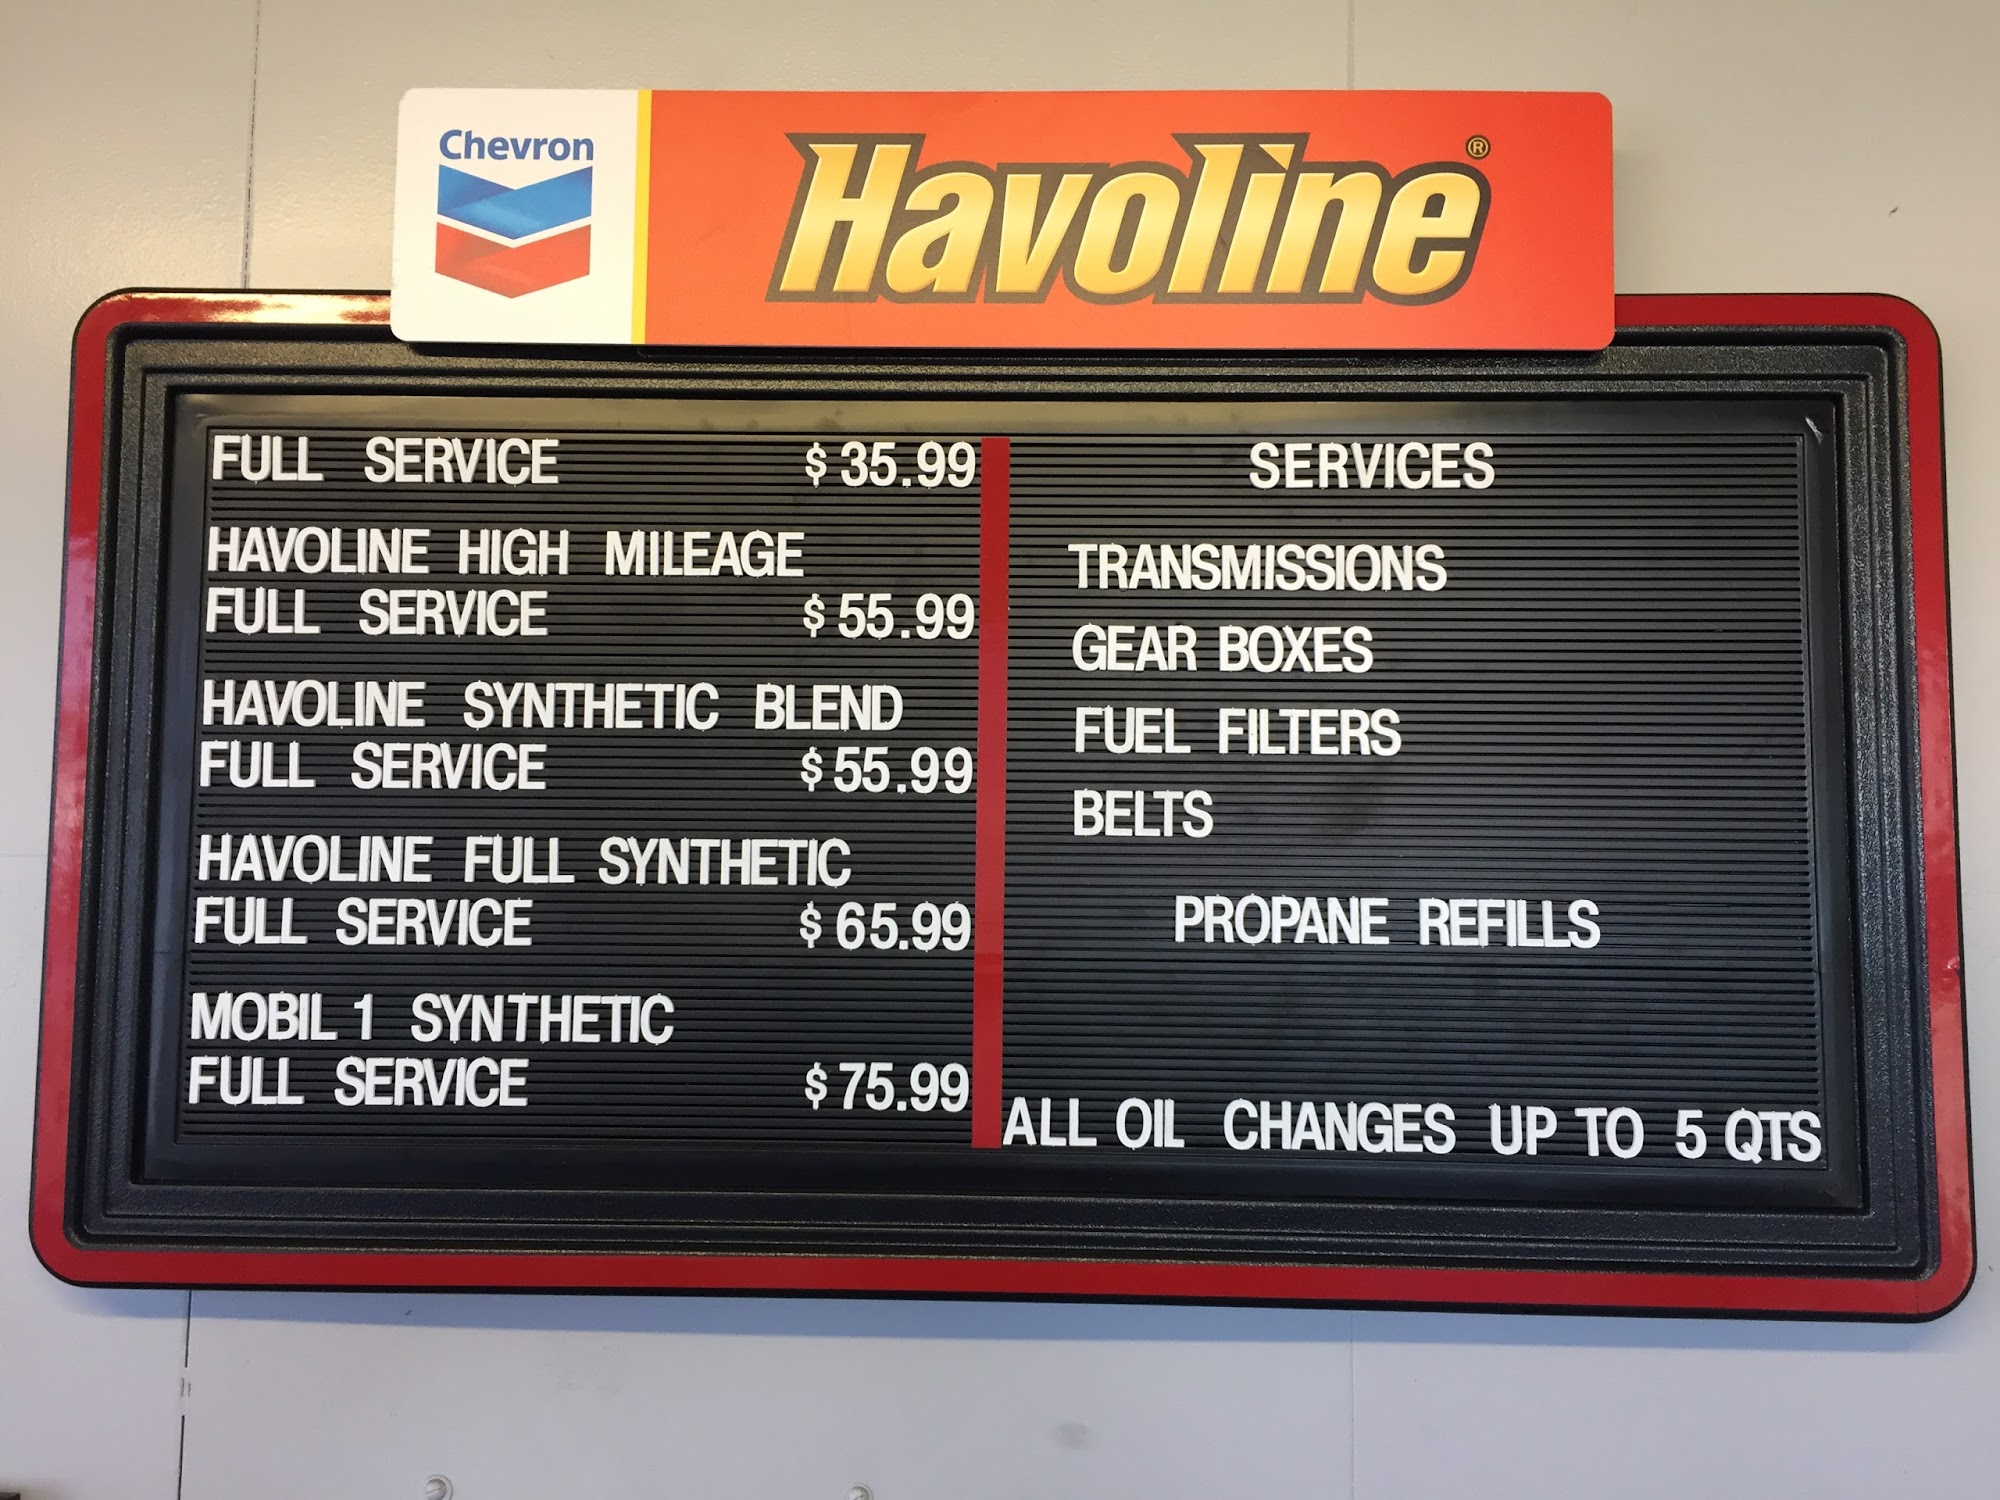 Chevron
Havoline®
FULL SERVICE $35.99
HAVOLINE HIGH MILEAGE
FULL SERVICE $55.99
HAVOLINE SYNTHETIC BLEND
FULL SERVICE $55.99
HAVOLINE FULL SYNTHETIC
FULL SERVICE $65.99
MOBIL 1 SYNTHETIC
FULL SERVICE $75.99
SERVICES
TRANSMISSIONS
GEAR BOXES
FUEL FILTERS
BELTS
PROPANE REFILLS
ALL OIL CHANGES UP TO 5 QTS